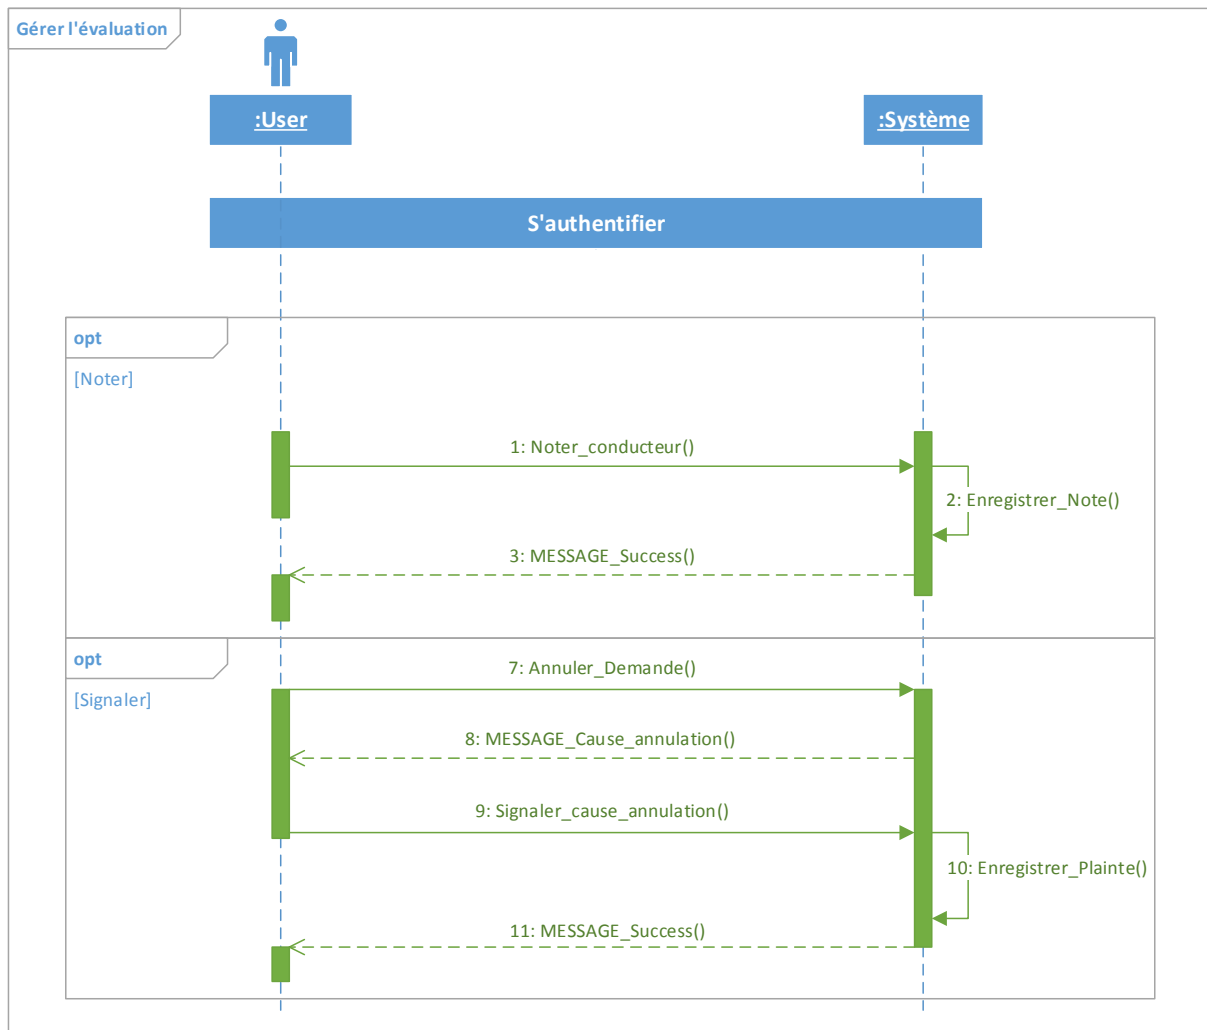 Gérer l'évaluation
:User
:Système
S'authentifier
opt
[Noter]
1: Noter_conducteur()
2: Enregistrer_Note()
3: MESSAGE_Success()
opt
7: Annuler_Demande()
[Signaler]
8: MESSAGE_Cause_annulation()
9: Signaler_cause_annulation()
10: Enregistrer_Plainte()
11: MESSAGE_Success()